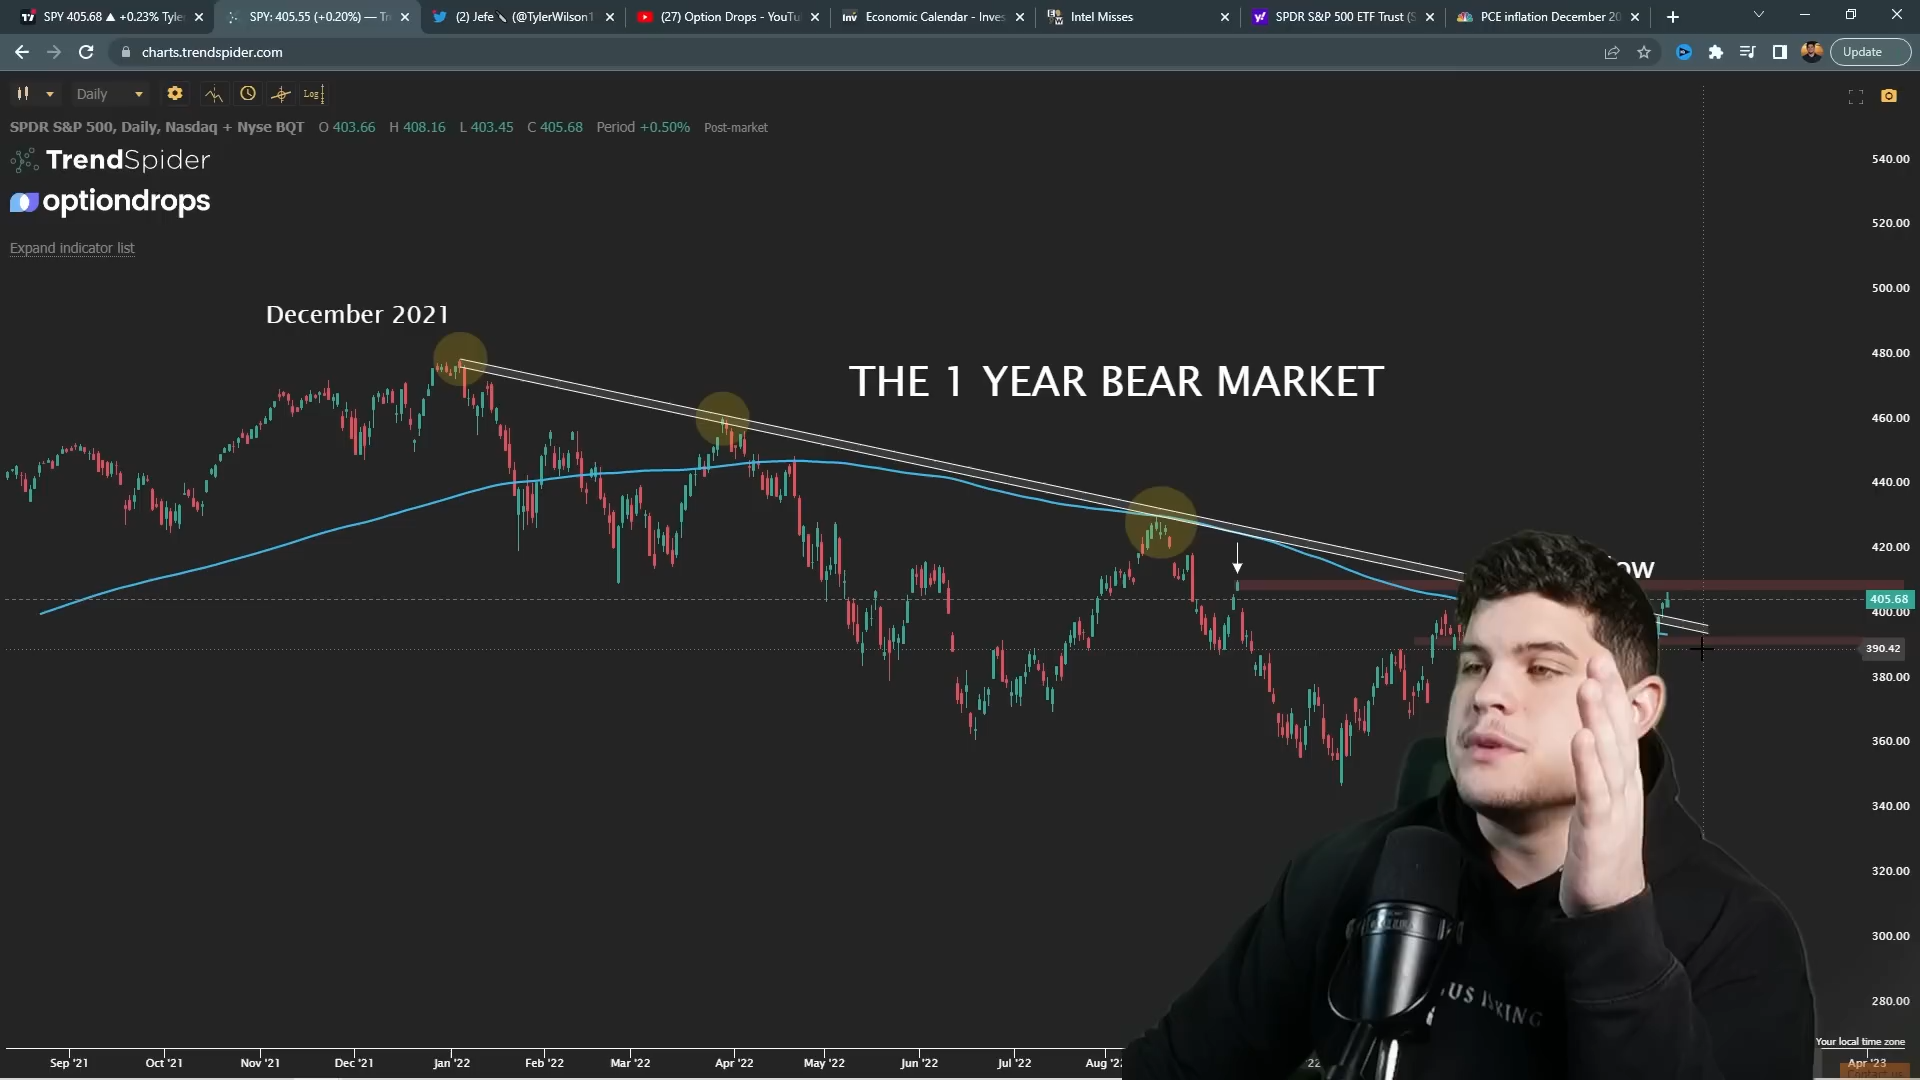 SPY 405.68 ▲ +0.23% Tyle
SPY: 405.55 (+0.20%) — Tr
(2) Jefe (@TylerWilson1
(27) Option Drops - YouTu
Economic Calendar - Inves
Intel Misses
SPDR S&P 500 ETF Trust (S
PCE inflation December 20
charts.trendspider.com
Update
Daily
Log
SPDR S&P 500, Daily, Nasdaq + Nyse BQT O 403.66 H 408.16 L 403.45 C 405.68 Period +0.50% Post-market
TrendSpider
optiondrops
Expand indicator list
December 2021
THE 1 YEAR BEAR MARKET
ow
540.00
520.00
500.00
480.00
460.00
440.00
420.00
405.68
400.00
390.42
380.00
360.00
340.00
320.00
300.00
280.00
Your local time zone
Sep '21
Oct '21
Nov '21
Dec '21
Jan '22
Feb '22
Mar '22
Apr '22
May '22
Jun '22
Jul '22
Aug '22
'22
Apr '23
Contact us